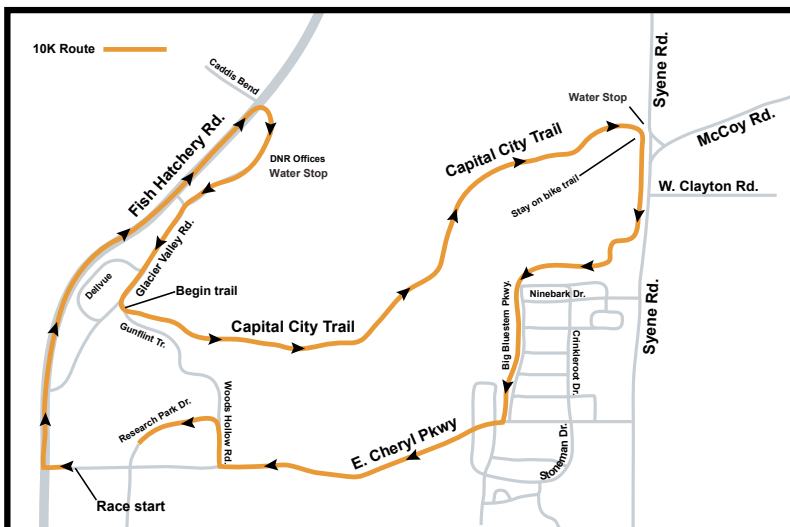 10K Route
Caddis Bend
Fish Hatchery Rd.
DNR Offices
Water Stop
Glacier Valley Rd.
Dellvue
Begin trail
Gunflint Tr.
Capital City Trail
Capital City Trail
Water Stop
Stay on bike trail
Syene Rd.
McCoy Rd.
W. Clayton Rd.
Syene Rd.
Ninebark Dr.
Big Bluestem Pkwy.
Crinkleroot Dr.
Stoneman Dr.
E. Cheryl Pkwy
Woods Hollow Rd.
Research Park Dr.
Race start